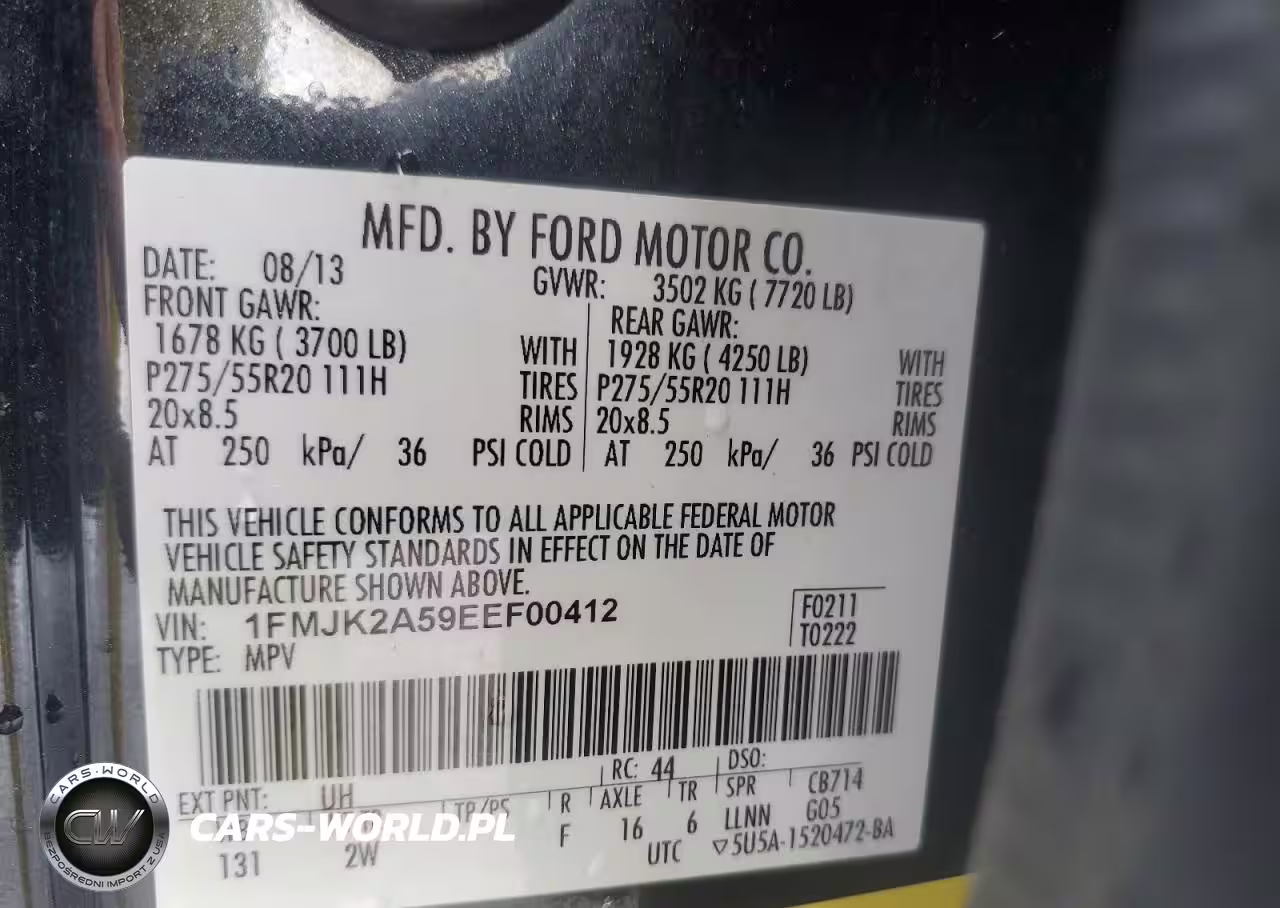 MFD. BY FORD MOTOR CO.
DATE: 08/13
GVWR: 3502 KG ( 7720 LB)
FRONT GAWR:
REAR GAWR:
1678 KG ( 3700 LB) WITH
1928 KG ( 4250 LB) WITH
P275/55R20 111H TIRES
P275/55R20 111H TIRES
20x8.5 RIMS
20x8.5 RIMS
AT 250 kPa/ 36 PSI COLD
AT 250 kPa/ 36 PSI COLD
THIS VEHICLE CONFORMS TO ALL APPLICABLE FEDERAL MOTOR
VEHICLE SAFETY STANDARDS IN EFFECT ON THE DATE OF
MANUFACTURE SHOWN ABOVE.
VIN: 1FMJK2A59EEF00412
TYPE: MPV
F0211
T0222
EXT PNT: UH
RC: 44
DSO:
TP/PS
R
AXLE
TR
SPR
CB714
131
2W
F
16
6
LLNN
G05
UTC
▽5U5A-1520472-BA
CARS-WORLD.PL
CARS-WORLD
CW
BEZPOŚREDNI IMPORT Z USA